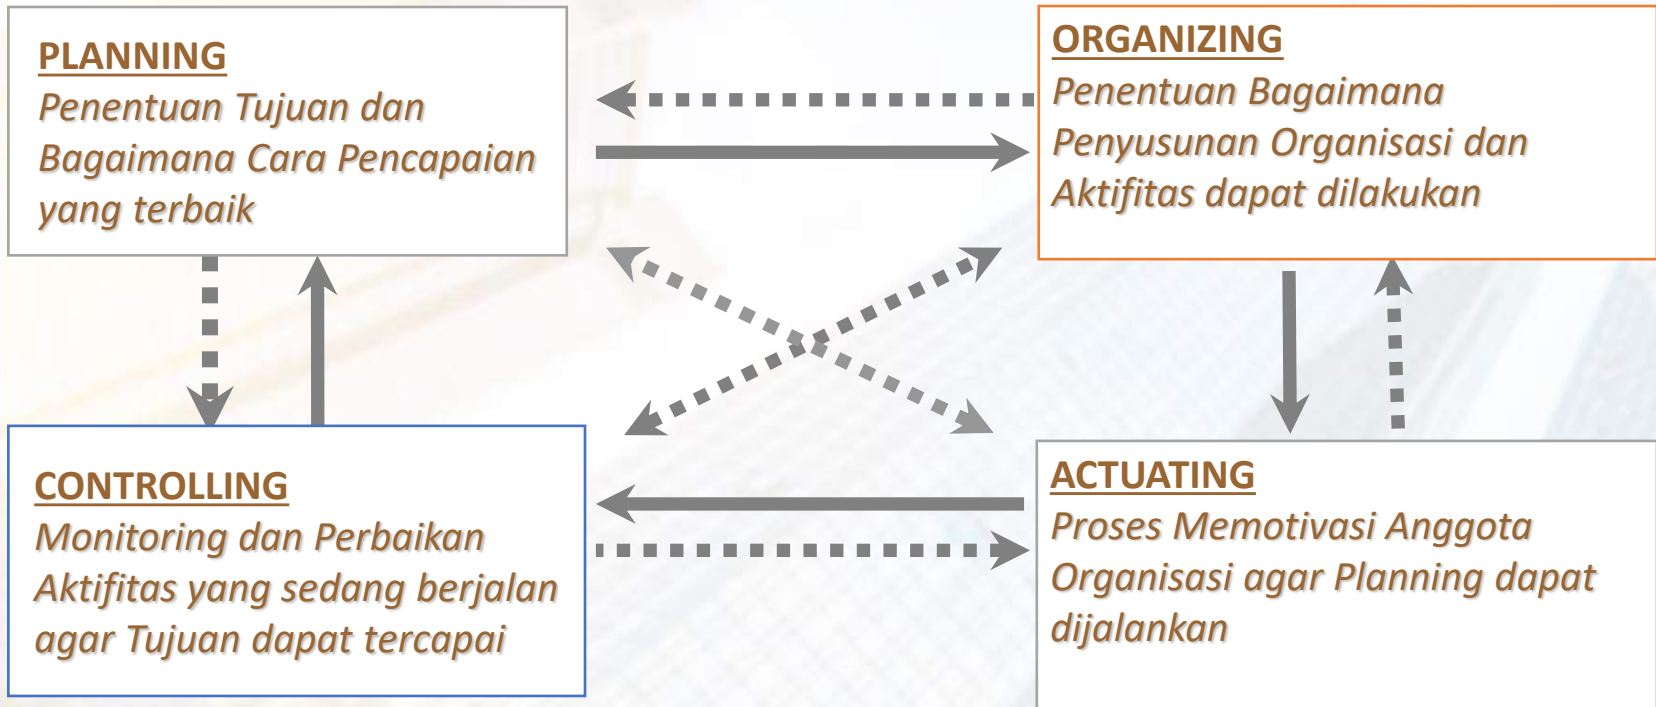 PLANNING
Penentuan Tujuan dan
Bagaimana Cara Pencapaian
yang terbaik
ORGANIZING
Penentuan Bagaimana
Penyusunan Organisasi dan
Aktifitas dapat dilakukan
CONTROLLING
Monitoring dan Perbaikan
Aktifitas yang sedang berjalan
agar Tujuan dapat tercapai
ACTUATING
Proses Memotivasi Anggota
Organisasi agar Planning dapat
dijalankan